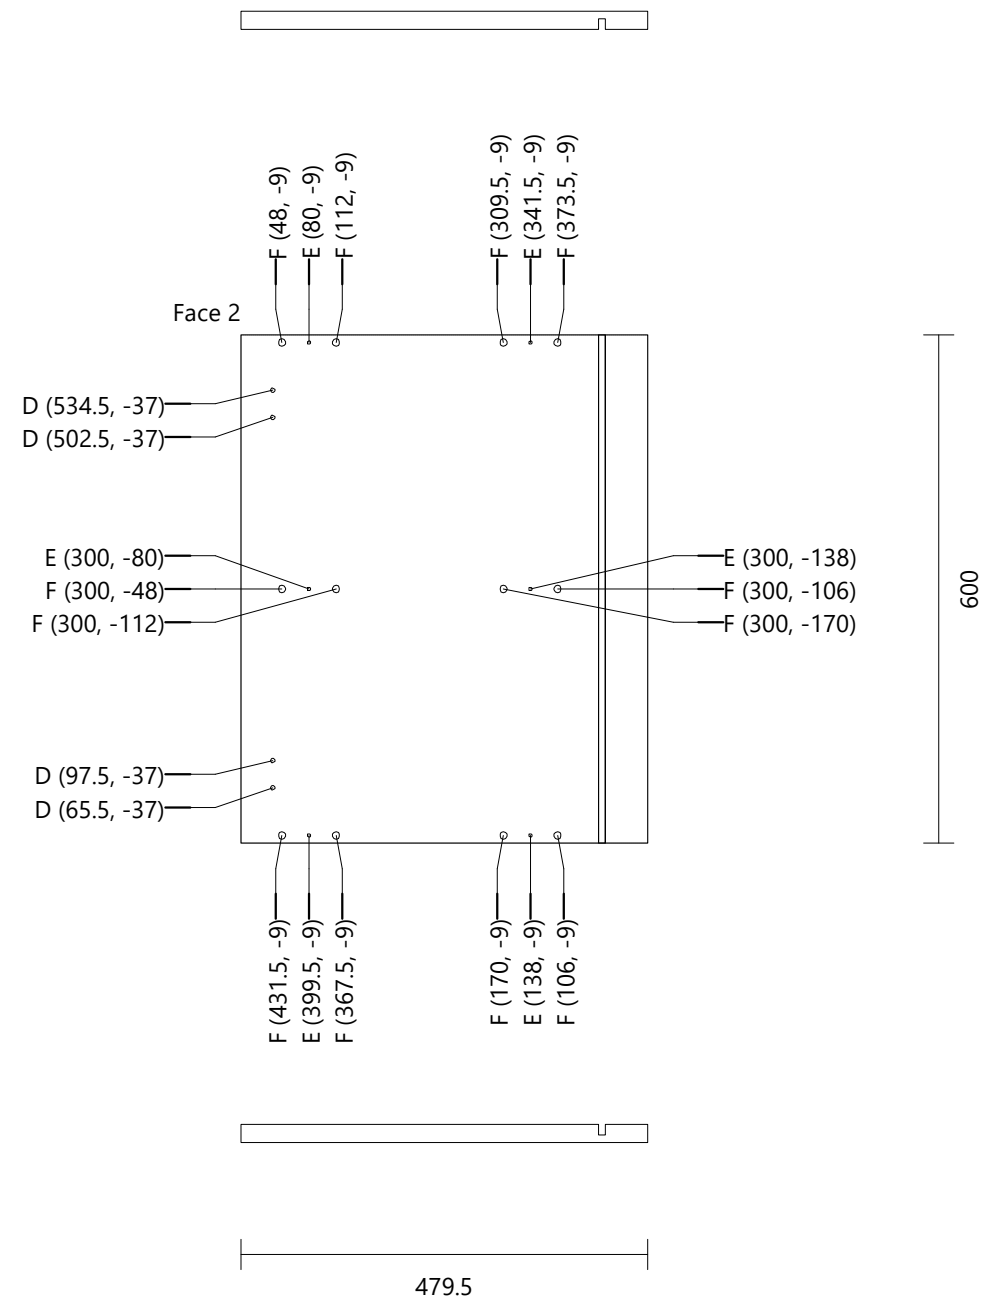 F (48, -9)
E (80, -9)
F (112, -9)
F (309.5, -9)
E (341.5, -9)
F (373.5, -9)
Face 2
D (534.5, -37)
D (502.5, -37)
E (300, -80)
F (300, -48)
F (300, -112)
E (300, -138)
F (300, -106)
F (300, -170)
600
D (97.5, -37)
D (65.5, -37)
F (431.5, -9)
E (399.5, -9)
F (367.5, -9)
F (170, -9)
E (138, -9)
F (106, -9)
479.5